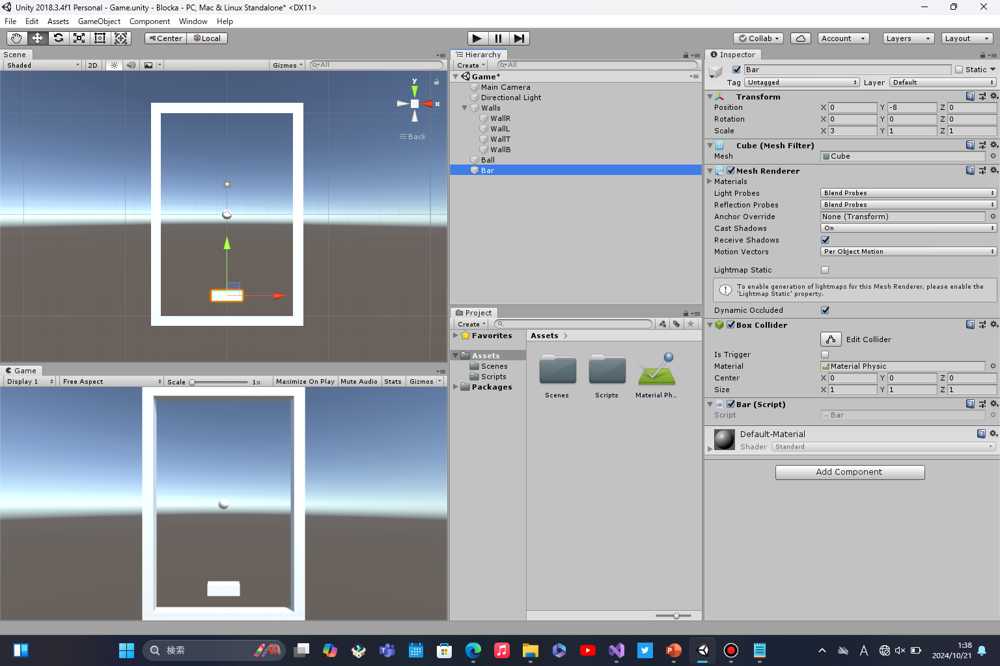 Unity 2018.3.4f1 Personal - Game.unity - Blocka - PC, Mac & Linux Standalone* <DX11>
File Edit Assets GameObject Component Window Help
Center Local
Collab Account Layers Layout
Scene
Shaded 2D Gizmos All
y
x
Back
Hierarchy
Create All
Game*
Main Camera
Directional Light
Walls
WallR
WallL
WallT
WallB
Ball
Bar
Game
Display 1 Free Aspect Scale 1x Maximize On Play Mute Audio Stats Gizmos
Project
Create
Favorites
Assets
Scenes
Scripts
Packages
Assets
Scenes Scripts Material Ph...
Inspector
Bar Static
Tag Untagged Layer Default
Transform
Position X 0 Y -8 Z 0
Rotation X 0 Y 0 Z 0
Scale X 3 Y 1 Z 1
Cube (Mesh Filter)
Mesh Cube
Mesh Renderer
Materials
Light Probes Blend Probes
Reflection Probes Blend Probes
Anchor Override None (Transform)
Cast Shadows On
Receive Shadows
Motion Vectors Per Object Motion
Lightmap Static
To enable generation of lightmaps for this Mesh Renderer, please enable the
'Lightmap Static' property.
Dynamic Occluded
Box Collider
Edit Collider
Is Trigger
Material Material Physic
Center X 0 Y 0 Z 0
Size X 1 Y 1 Z 1
Bar (Script)
Script Bar
Default-Material
Shader Standard
Add Component
検索
A
1:38
2024/10/21